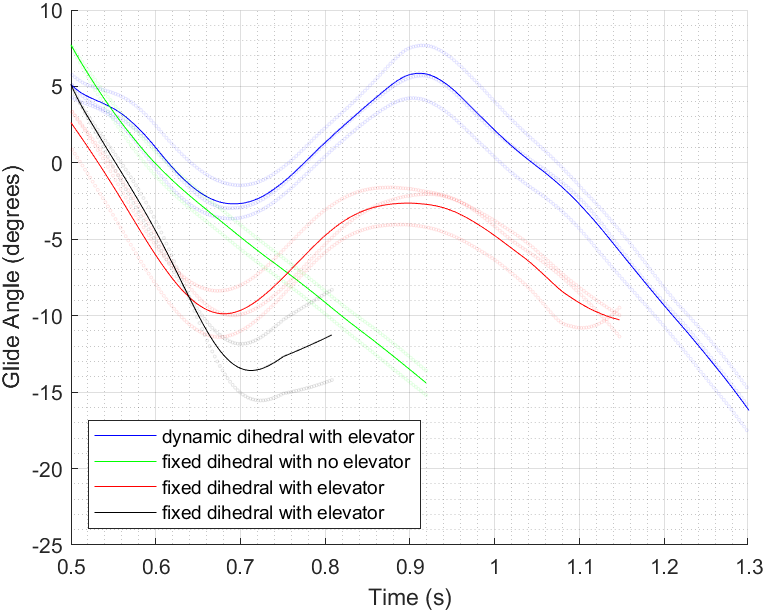 10
5
0
-5
-10
-15
-20
-25
Glide Angle (degrees)
dynamic dihedral with elevator
fixed dihedral with no elevator
fixed dihedral with elevator
fixed dihedral with elevator
0.5 0.6 0.7 0.8 0.9 1 1.1 1.2 1.3
Time (s)